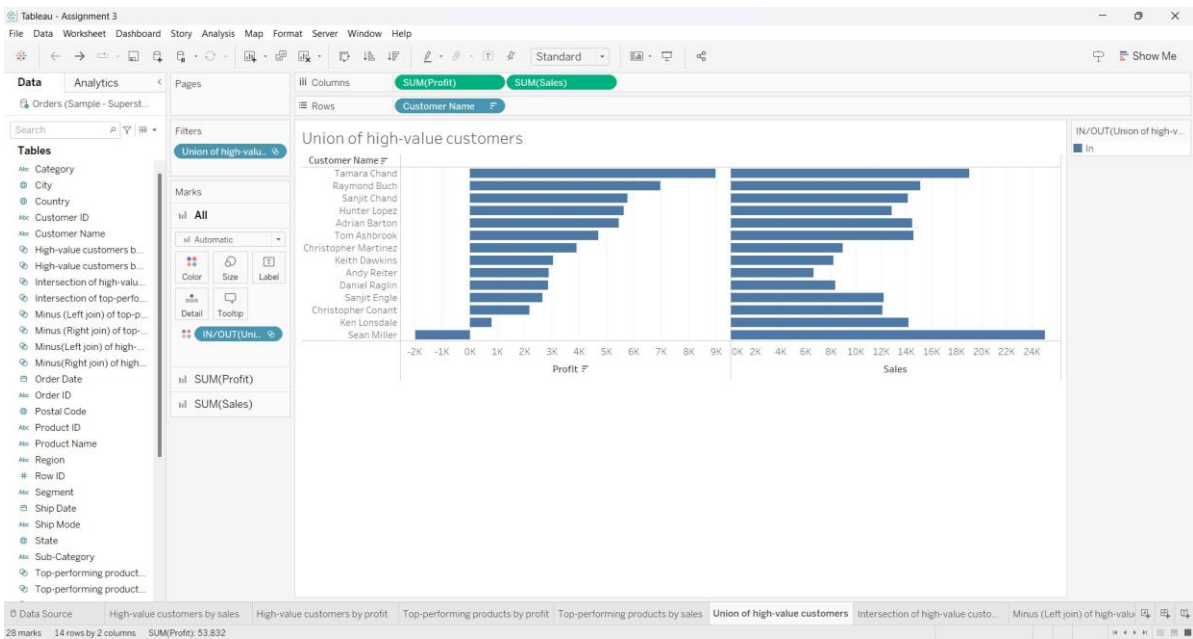 Tableau - Assignment 3
File Data Worksheet Dashboard Story Analysis Map Format Server Window Help
Standard
Show Me
Data Analytics
Orders (Sample - Superst...
Search
Tables
Abc Category
City
Country
Abc Customer ID
Abc Customer Name
High-value customers b...
High-value customers b...
Intersection of high-valu...
Intersection of top-perfo...
Minus (Left join) of top-p...
Minus (Right join) of top-...
Minus(Left join) of high-...
Minus(Right join) of high...
Order Date
Abc Order ID
Postal Code
Abc Product ID
Abc Product Name
Abc Region
# Row ID
Abc Segment
Ship Date
Abc Ship Mode
State
Abc Sub-Category
Top-performing product...
Top-performing product...
Pages
Filters
Union of high-valu..
Marks
All
Automatic
Color Size Label
Detail Tooltip
IN/OUT(Uni..
SUM(Profit)
SUM(Sales)
Columns SUM(Profit) SUM(Sales)
Rows Customer Name
Union of high-value customers
Customer Name
Tamara Chand
Raymond Buch
Sanjit Chand
Hunter Lopez
Adrian Barton
Tom Ashbrook
Christopher Martinez
Keith Dawkins
Andy Reiter
Daniel Raglin
Sanjit Engle
Christopher Conant
Ken Lonsdale
Sean Miller
-2K -1K 0K 1K 2K 3K 4K 5K 6K 7K 8K 9K 0K 2K 4K 6K 8K 10K 12K 14K 16K 18K 20K 22K 24K
Profit Sales
IN/OUT(Union of high-v...
In
Data Source High-value customers by sales High-value customers by profit Top-performing products by profit Top-performing products by sales Union of high-value customers Intersection of high-value custo... Minus (Left join) of high-valu
28 marks 14 rows by 2 columns SUM(Profit): 53,832